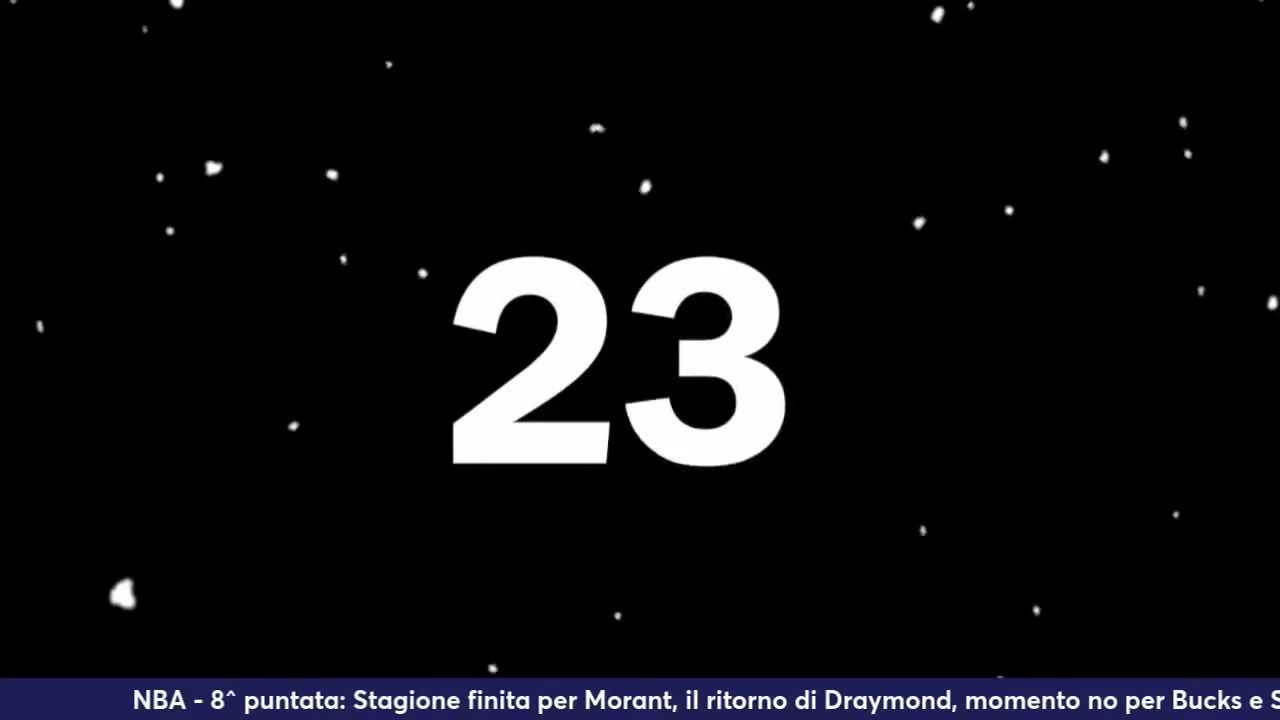 23
NBA - 8^ puntata: Stagione finita per Morant, il ritorno di Draymond, momento no per Bucks e